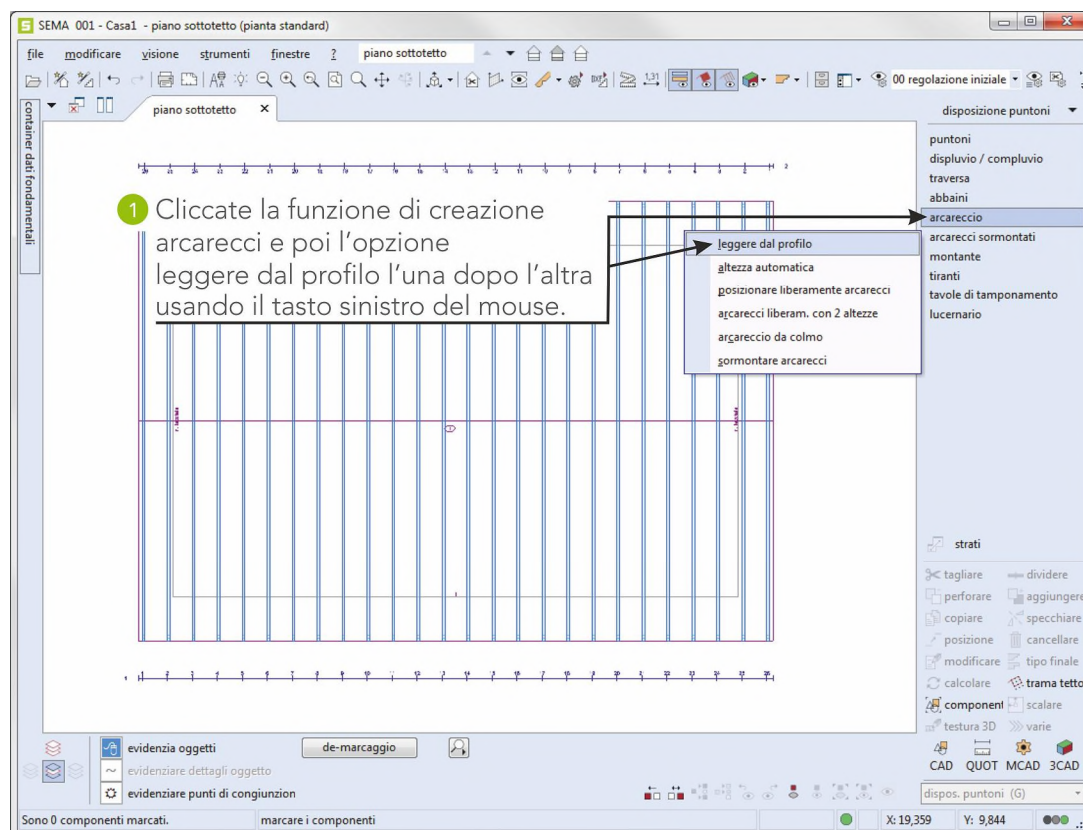 SEMA 001 - Casa1 - piano sottotetto (pianta standard)
file modificare visione strumenti finestre ? piano sottotetto
1,31
00 regolazione iniziale
container dati fondamentali
piano sottotetto
disposizione puntoni
puntoni
displuvio / compluvio
traversa
abbaini
arcareccio
arcarecci sormontati
montante
tiranti
tavole di tamponamento
lucernario
1 Cliccate la funzione di creazione
arcarecci e poi l'opzione
leggere dal profilo l'una dopo l'altra
usando il tasto sinistro del mouse.
leggere dal profilo
altezza automatica
posizionare liberamente arcarecci
arcarecci liberam. con 2 altezze
arcareccio da colmo
sormontare arcarecci
strati
tagliare dividere
perforare aggiungere
copiare specchiare
posizione cancellare
modificare tipo finale
calcolare trama tetto
component scalare
testura 3D varie
CAD QUOT MCAD 3CAD
evidenzia oggetti de-marcaggio
evidenziare dettagli oggetto
evidenziare punti di congiunzion
dispos. puntoni (G)
Sono 0 componenti marcati. marcare i componenti X: 19,359 Y: 9,844